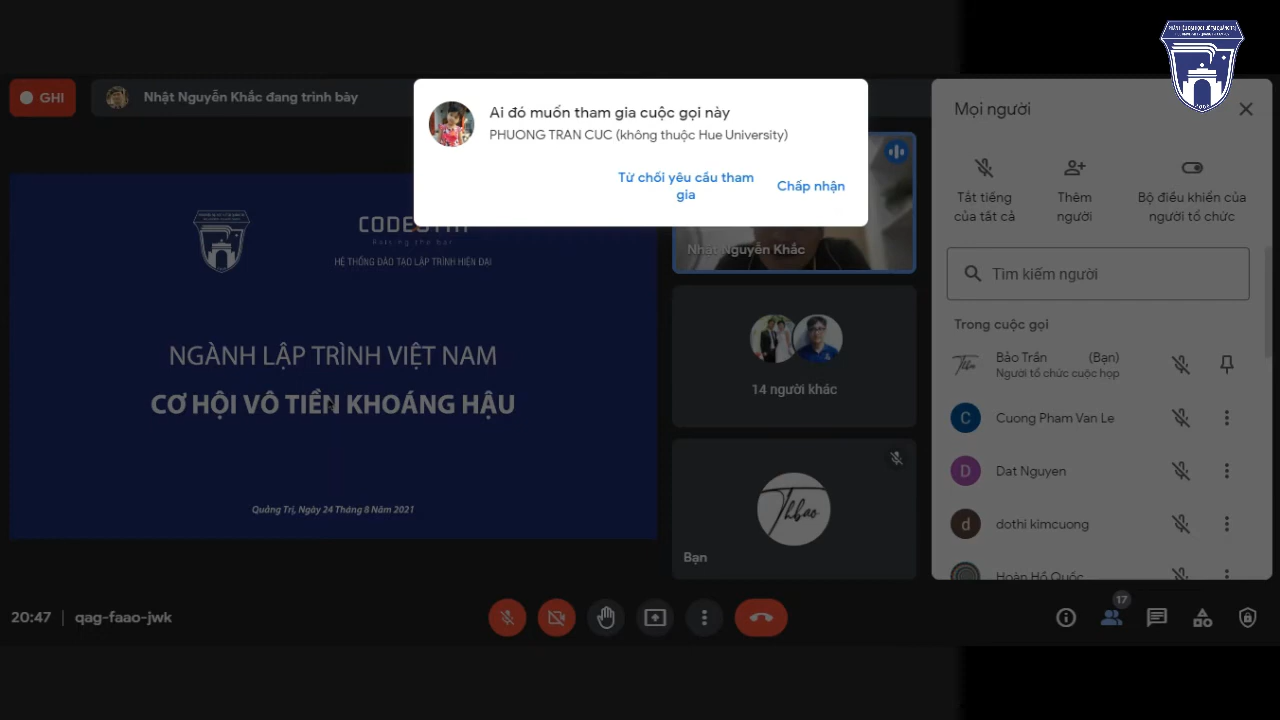 GHI
Nhật Nguyễn Khắc đang trình bày
Ai đó muốn tham gia cuộc gọi này
PHUONG TRAN CUC (không thuộc Hue University)
Từ chối yêu cầu tham
gia
Chấp nhận
HỆ THỐNG ĐÀO TẠO LẬP TRÌNH HIỆN ĐẠI
NGÀNH LẬP TRÌNH VIỆT NAM
CƠ HỘI VÔ TIỀN KHOÁNG HẬU
Quảng Trị, Ngày 24 Tháng 8 Năm 2021
Nhật Nguyễn Khắc
14 người khác
Thbao
Bạn
Mọi người
Tắt tiếng
của tất cả
Thêm
người
Bộ điều khiển của
người tổ chức
Tìm kiếm người
Trong cuộc gọi
Bảo Trần (Bạn)
Người tổ chức cuộc họp
C
Cuong Pham Van Le
D
Dat Nguyen
d
dothi kimcuong
Hoàn Hồ Quốc
20:47
qag-faao-jwk
17